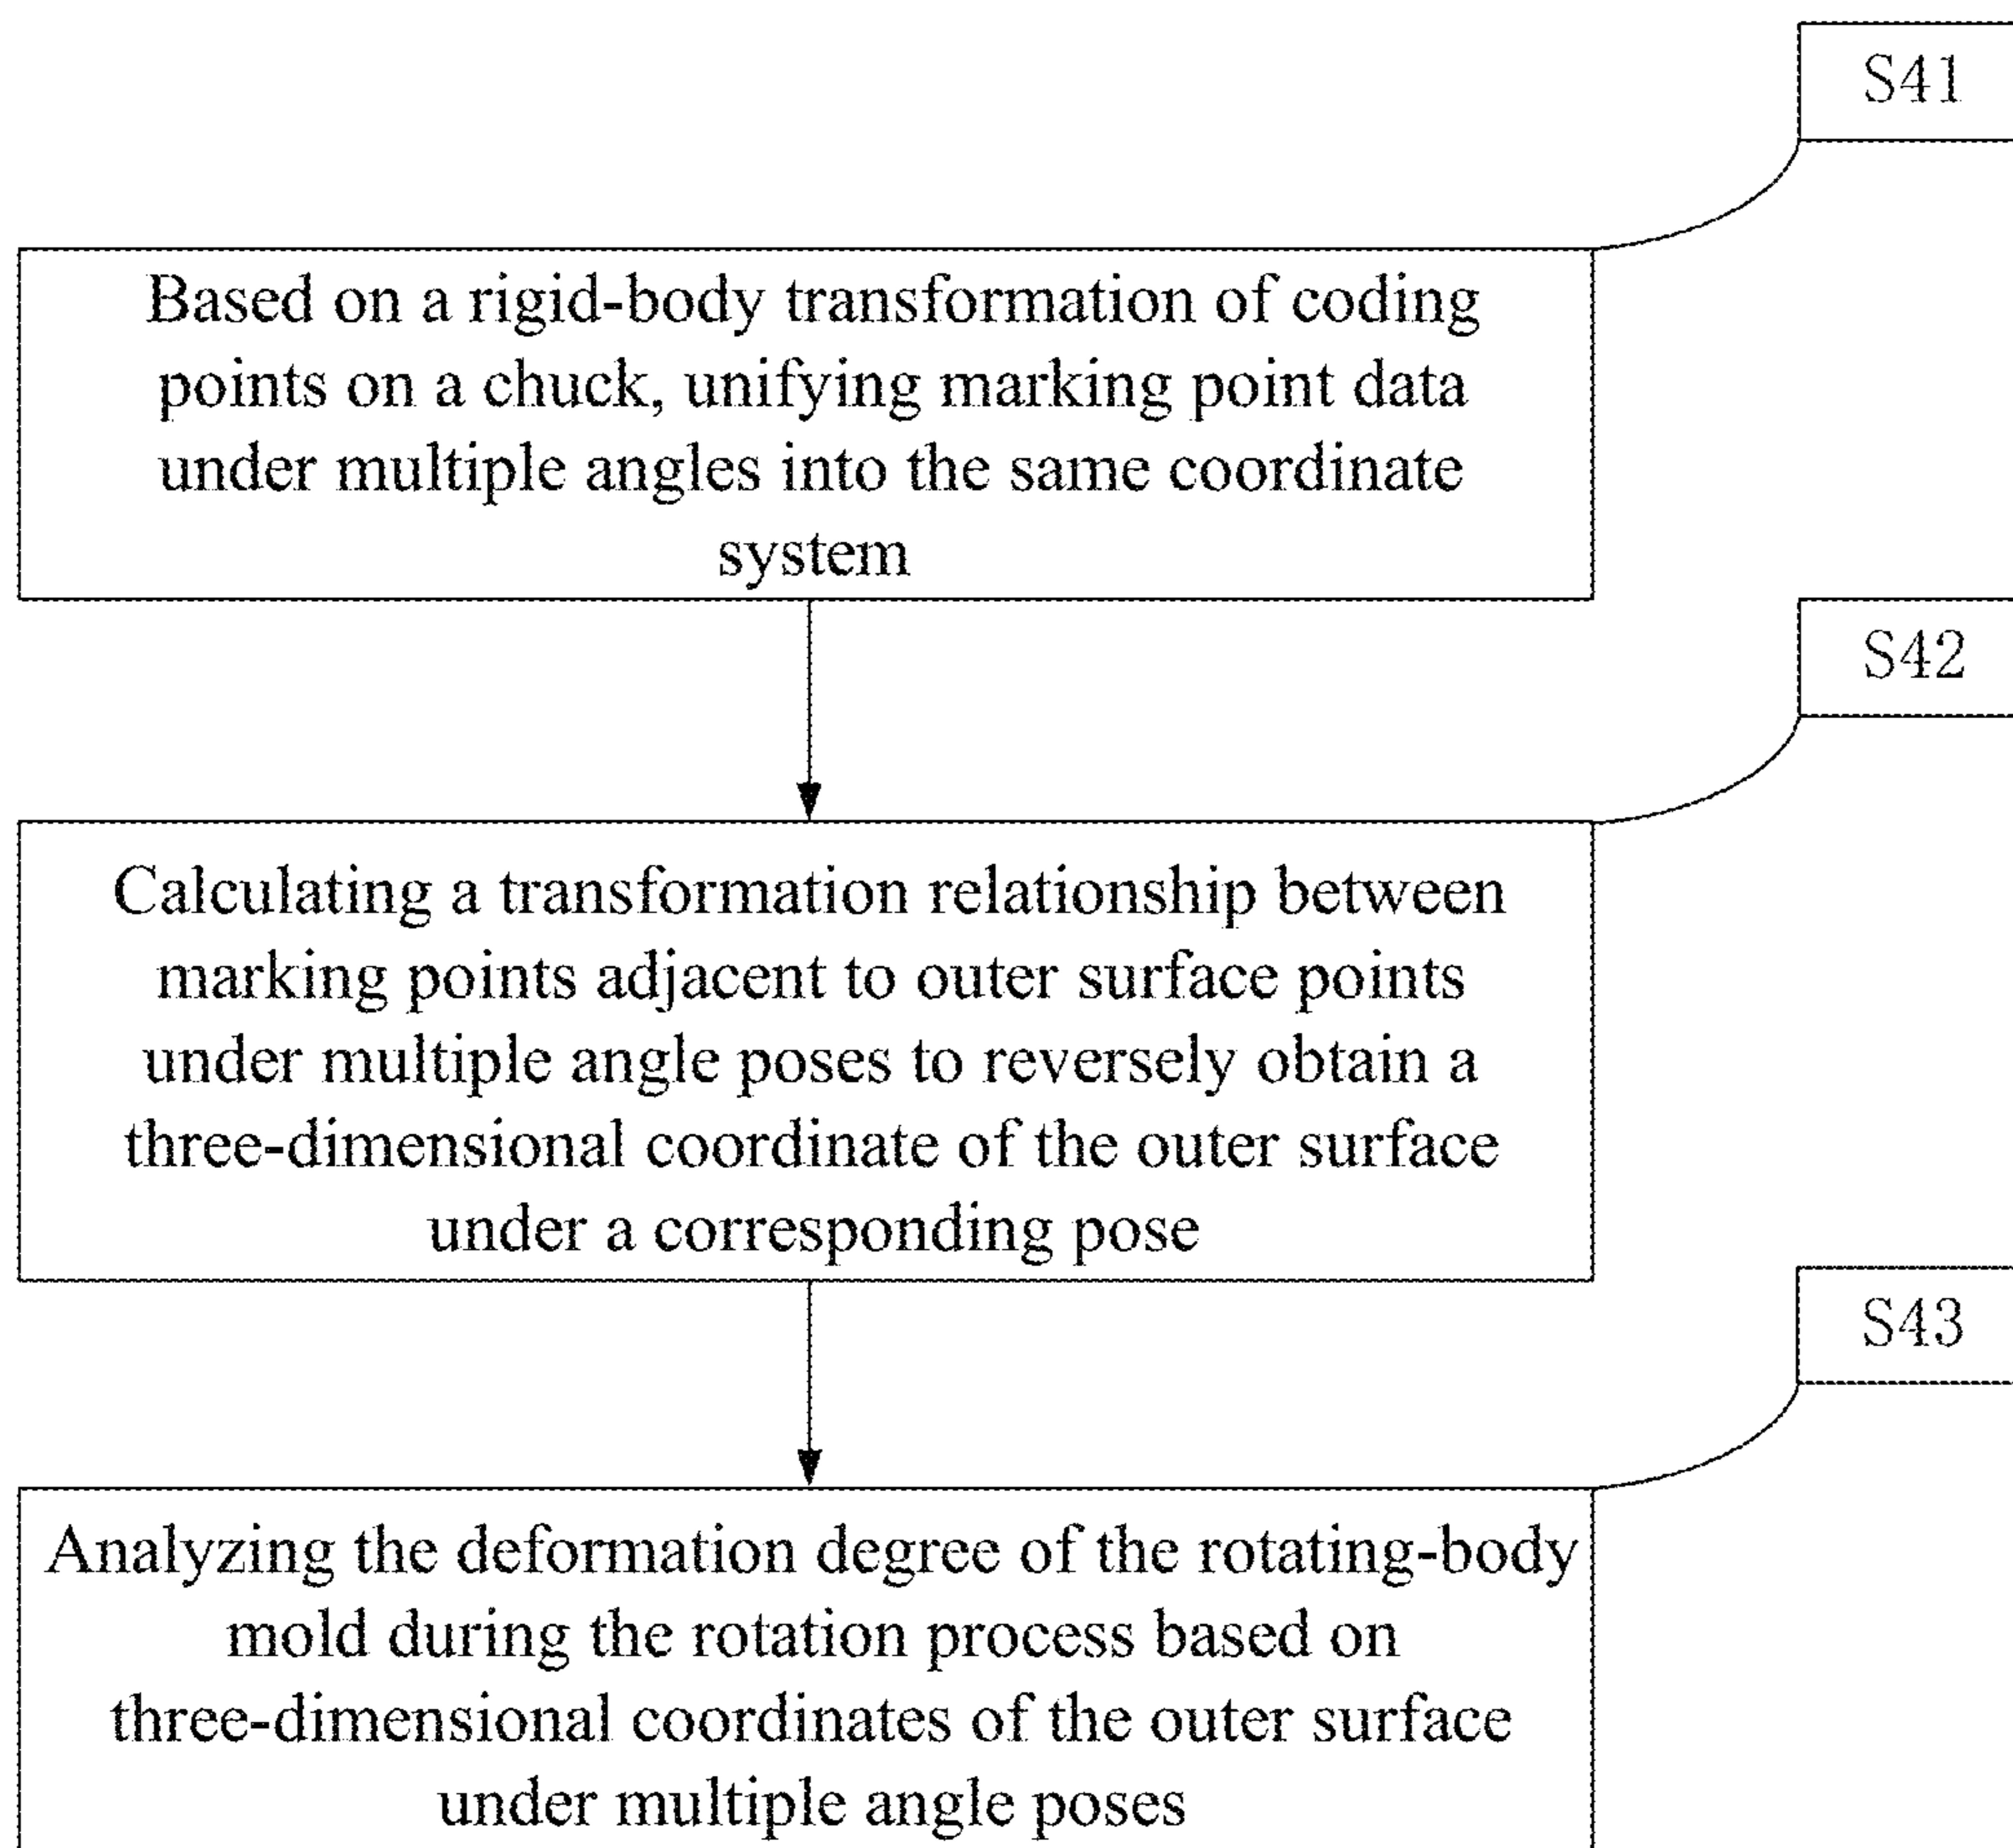 S41
Based on a rigid-body transformation of coding
points on a chuck, unifying marking point data
under multiple angles into the same coordinate
system
S42
Calculating a transformation relationship between
marking points adjacent to outer surface points
under multiple angle poses to reversely obtain a
three-dimensional coordinate of the outer surface
under a corresponding pose
S43
Analyzing the deformation degree of the rotating-body
mold during the rotation process based on
three-dimensional coordinates of the outer surface
under multiple angle poses